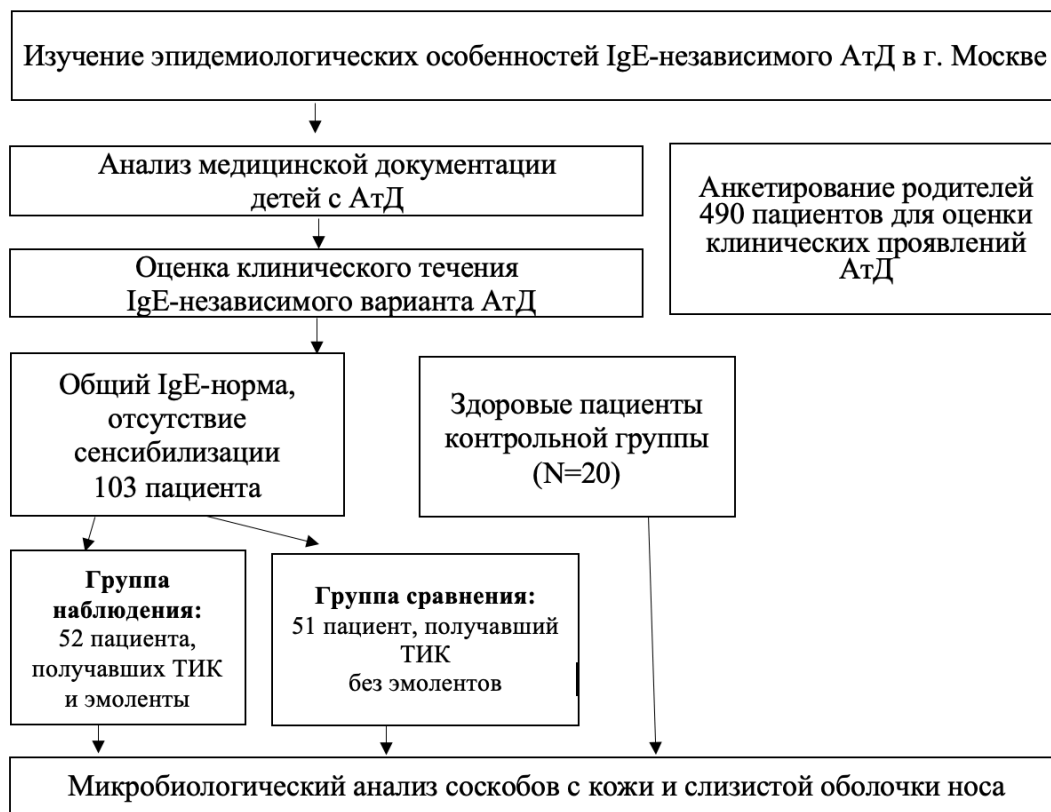 Изучение эпидемиологических особенностей IgE-независимого АтД в г. Москве
Анализ медицинской документации
детей с АтД
Анкетирование родителей
490 пациентов для оценки
клинических проявлений
АтД
Оценка клинического течения
IgE-независимого варианта АтД
Общий IgE-норма,
отсутствие
сенсибилизации
103 пациента
Здоровые пациенты
контрольной группы
(N=20)
Группа
наблюдения:
52 пациента,
получавших ТИК
и эмоленты
Группа сравнения:
51 пациент, получавший
ТИК
без эмолентов
Микробиологический анализ соскобов с кожи и слизистой оболочки носа